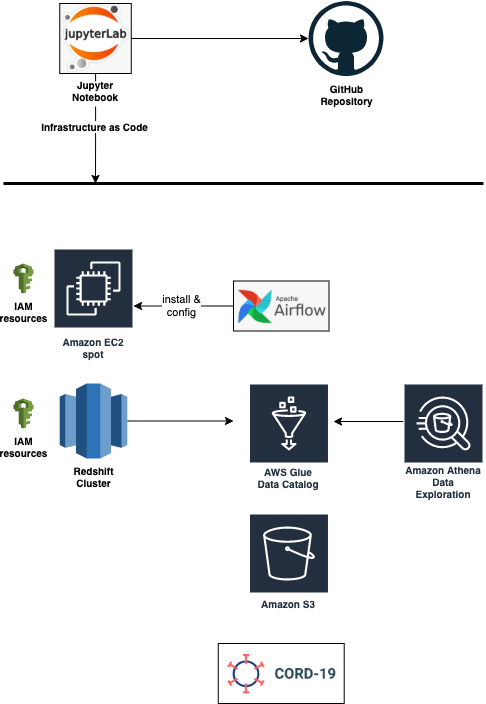 jupyterLab
Jupyter
Notebook
GitHub
Repository
Infrastructure as Code
IAM
resources
Amazon EC2
spot
install &
config
Apache
Airflow
IAM
resources
Redshift
Cluster
AWS Glue
Data Catalog
Amazon Athena
Data
Exploration
Amazon S3
CORD-19